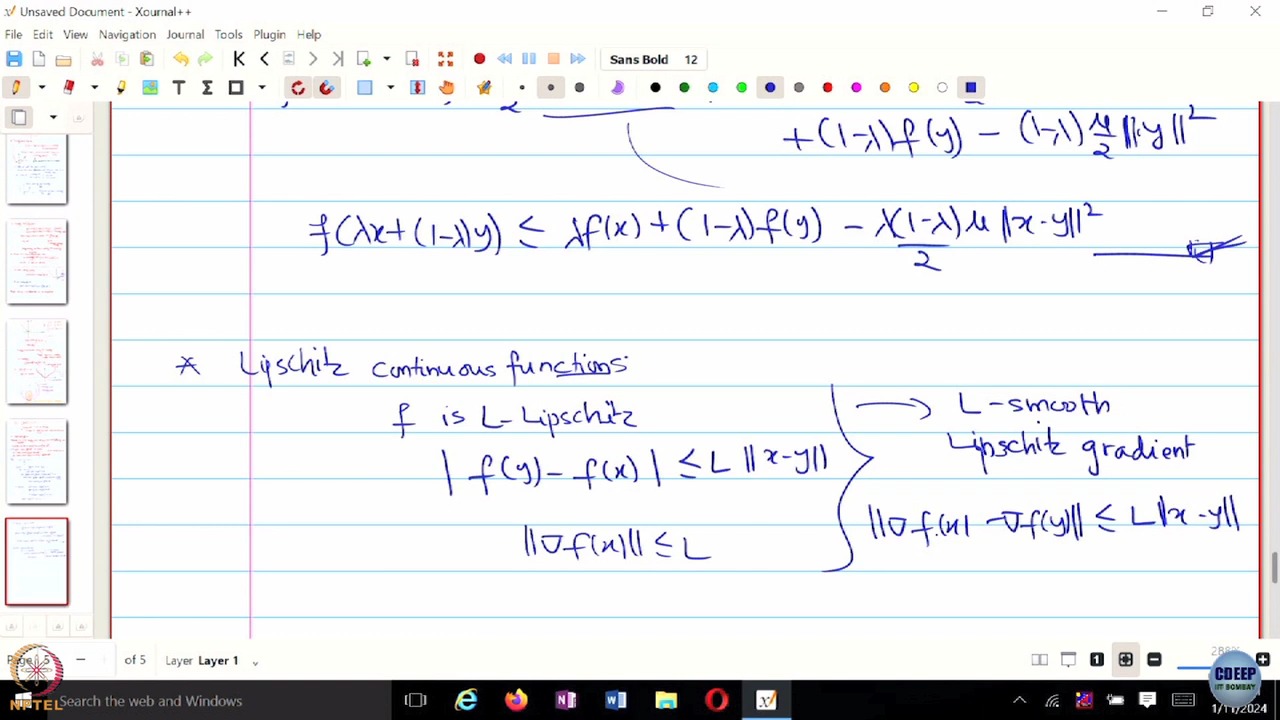 Unsaved Document - Xournal++
File Edit View Navigation Journal Tools Plugin Help
Sans Bold 12
2
+ (1-λ)f(y) - (1-λ) μ/2 ||y||²
f(λx + (1-λ)y) ≤ λf(x) + (1-λ)f(y) - λ(1-λ)/2 μ ||x-y||²
* Lipschitz continuous functions
f is L-Lipschitz
|f(y) - f(x)| ≤ L ||x-y||
||∇f(x)|| ≤ L
→ L-smooth
Lipschitz gradient
||∇f(x) - ∇f(y)|| ≤ L||x-y||
of 5 Layer Layer 1
288%
NPTEL
Search the web and Windows
CDEEP
IIT BOMBAY
1/11/2024